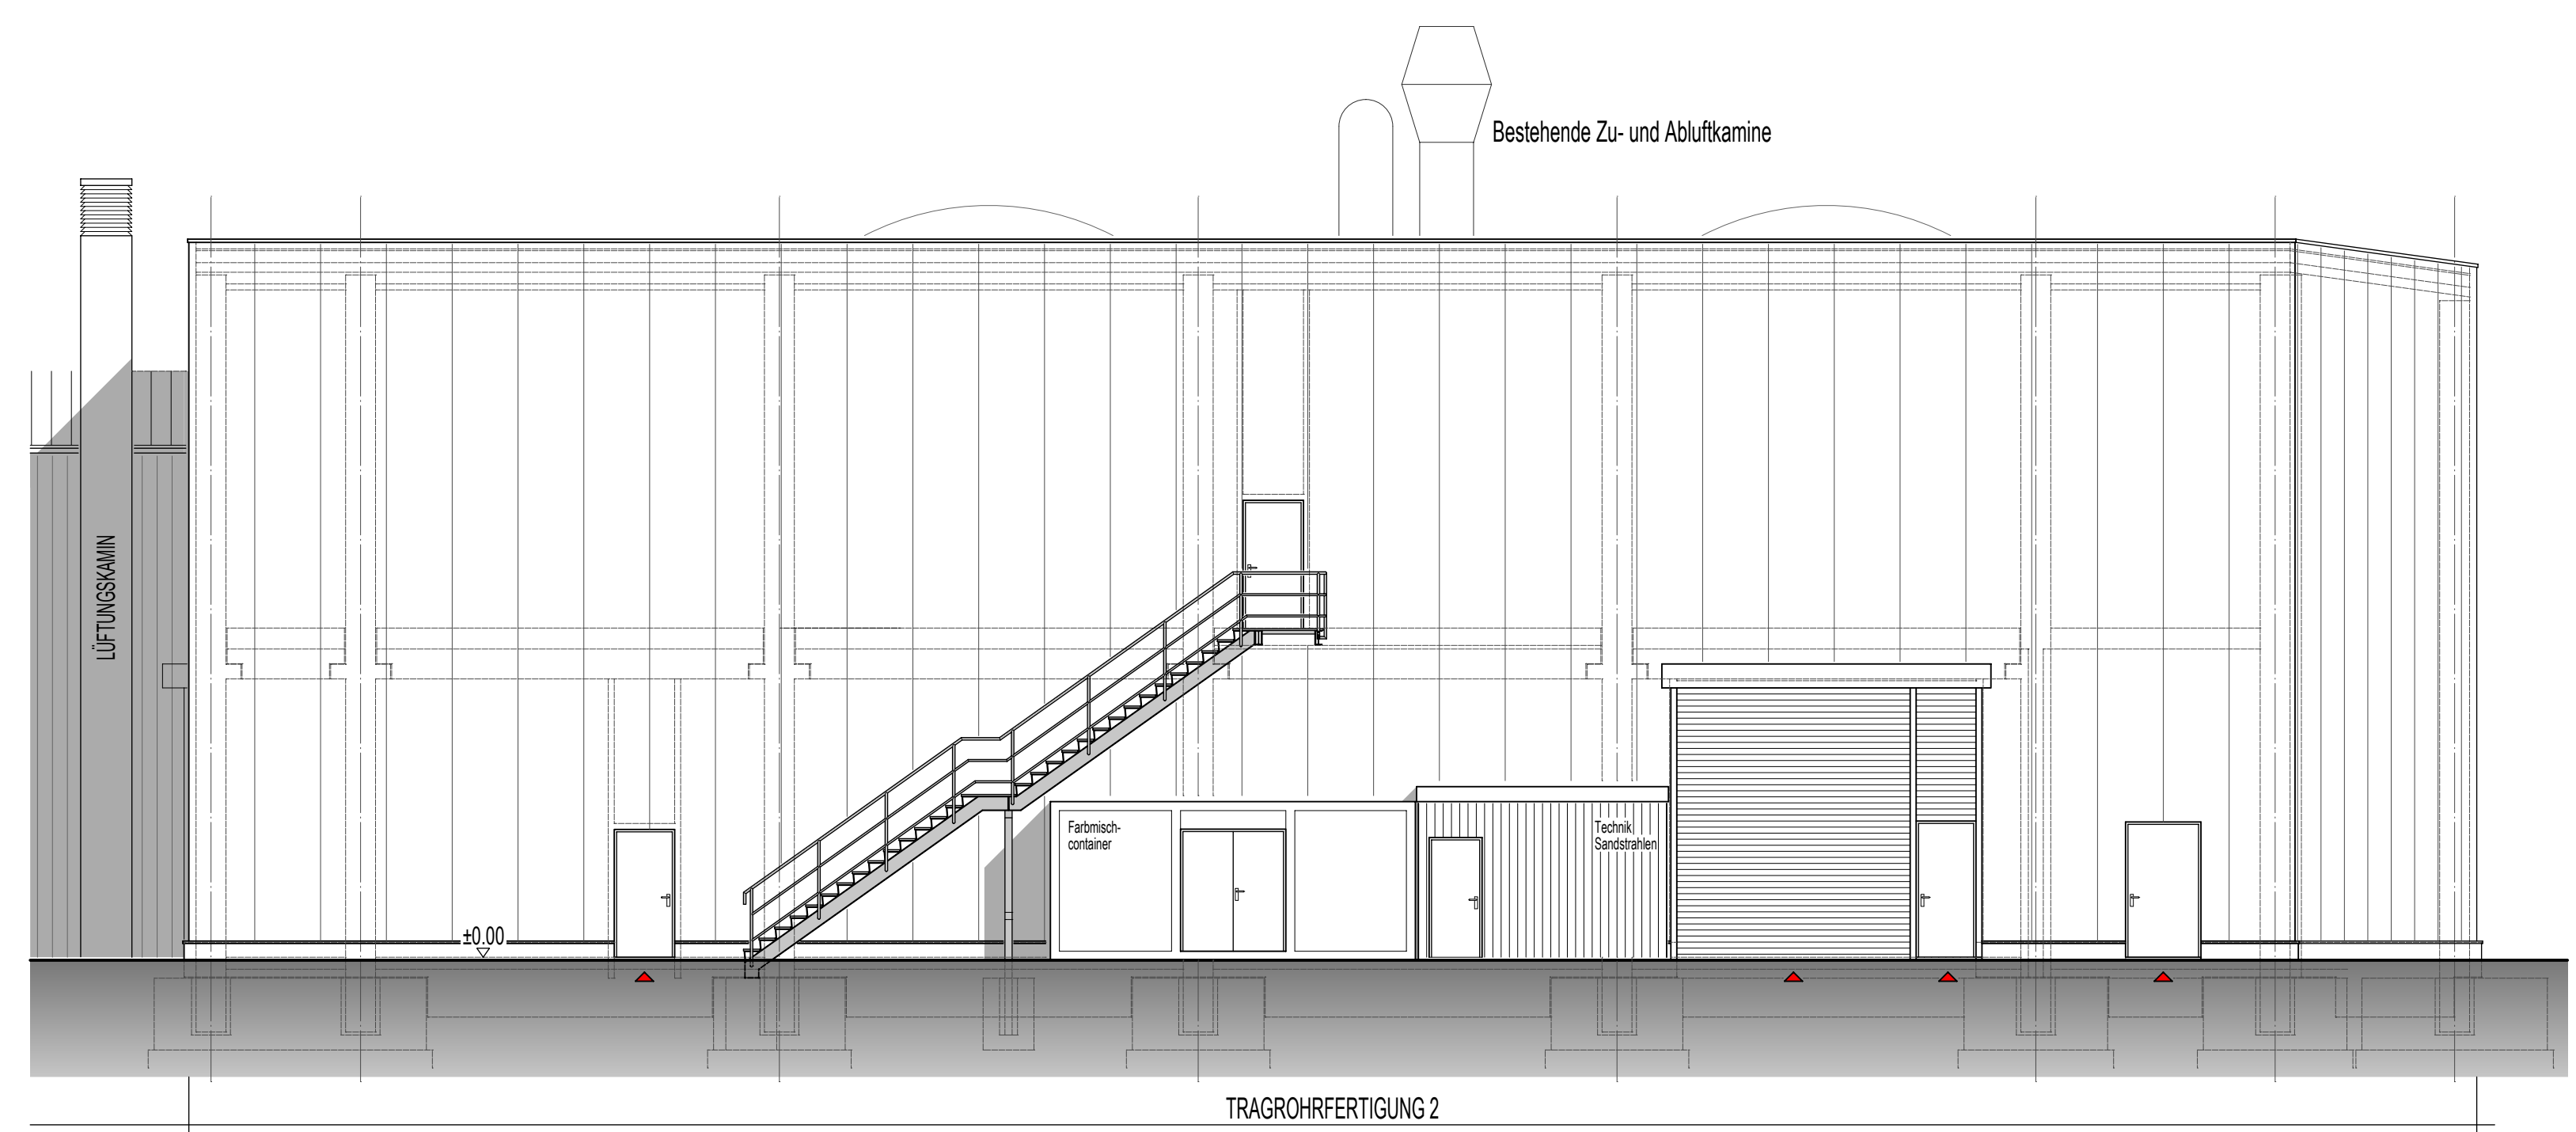 Bestehende Zu- und Abluftkamine
LÜFTUNGSKAMIN
Farbmisch-
container
Technik
Sandstrahlen
±0.00
TRAGROHRFERTIGUNG 2